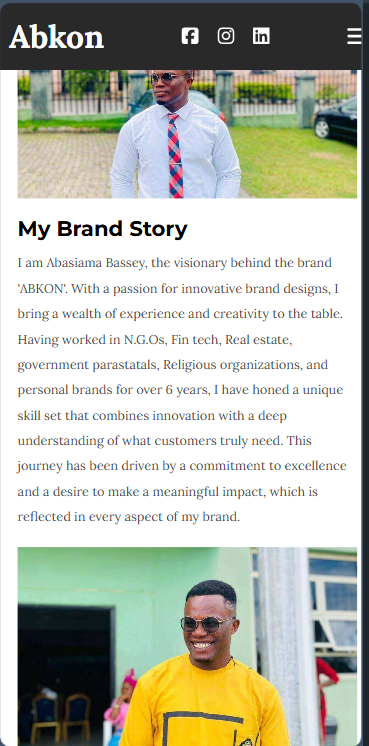 Abkon
My Brand Story
I am Abasiama Bassey, the visionary behind the brand
'ABKON'. With a passion for innovative brand designs, I
bring a wealth of experience and creativity to the table.
Having worked in N.G.Os, Fin tech, Real estate,
government parastatals, Religious organizations, and
personal brands for over 6 years, I have honed a unique
skill set that combines innovation with a deep
understanding of what customers truly need. This
journey has been driven by a commitment to excellence
and a desire to make a meaningful impact, which is
reflected in every aspect of my brand.